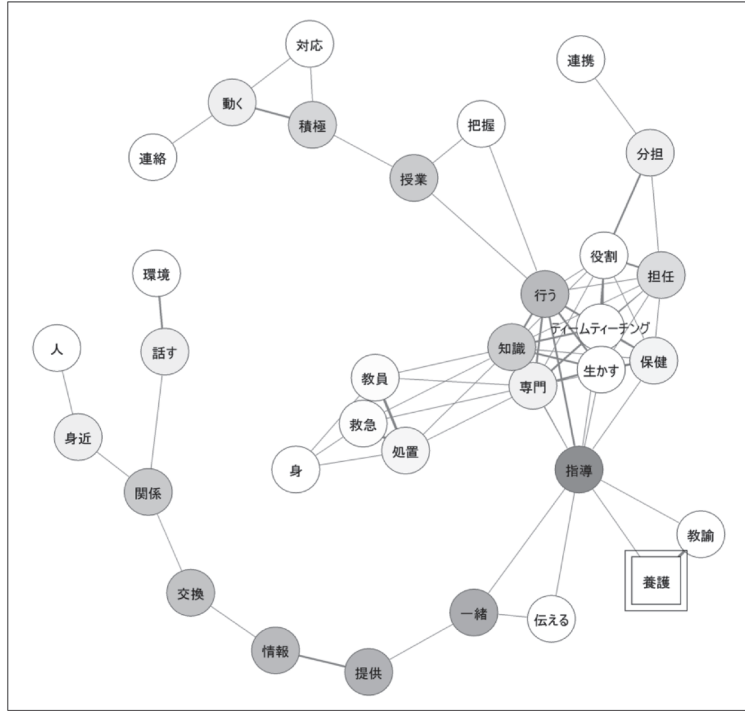 対応
連携
動く
積極
把握
連絡
分担
授業
役割
環境
担任
行う
ティームティーチング
人
話す
知識
保健
生かす
教員
専門
救急
身近
処置
身
指導
関係
教諭
養護
交換
一緒
伝える
情報
提供